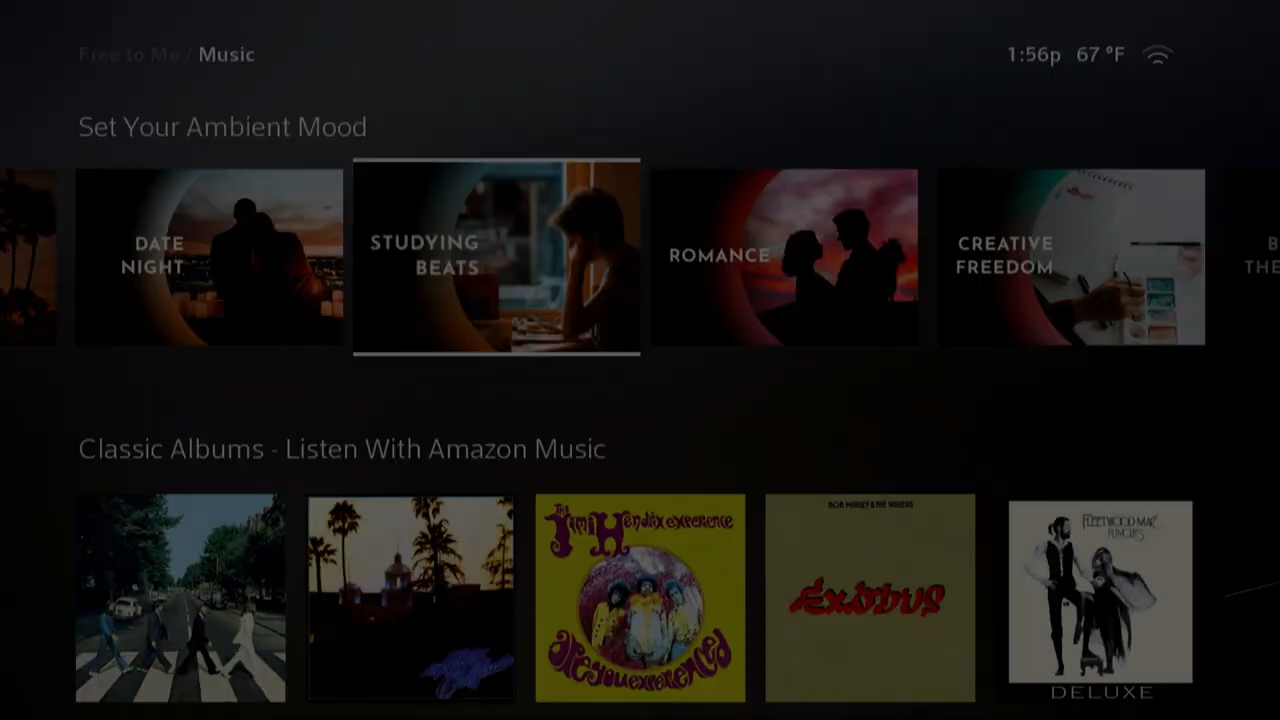 Free to Me / Music
1:56p 67 °F
Set Your Ambient Mood
DATE
NIGHT
STUDYING
BEATS
ROMANCE
CREATIVE
FREEDOM
B
THE
Classic Albums - Listen With Amazon Music
The
Jimi Hendrix experience
are you experienced
BOB MARLEY & THE WAILERS
Exodus
FLEETWOOD MAC
RUMOURS
DELUXE